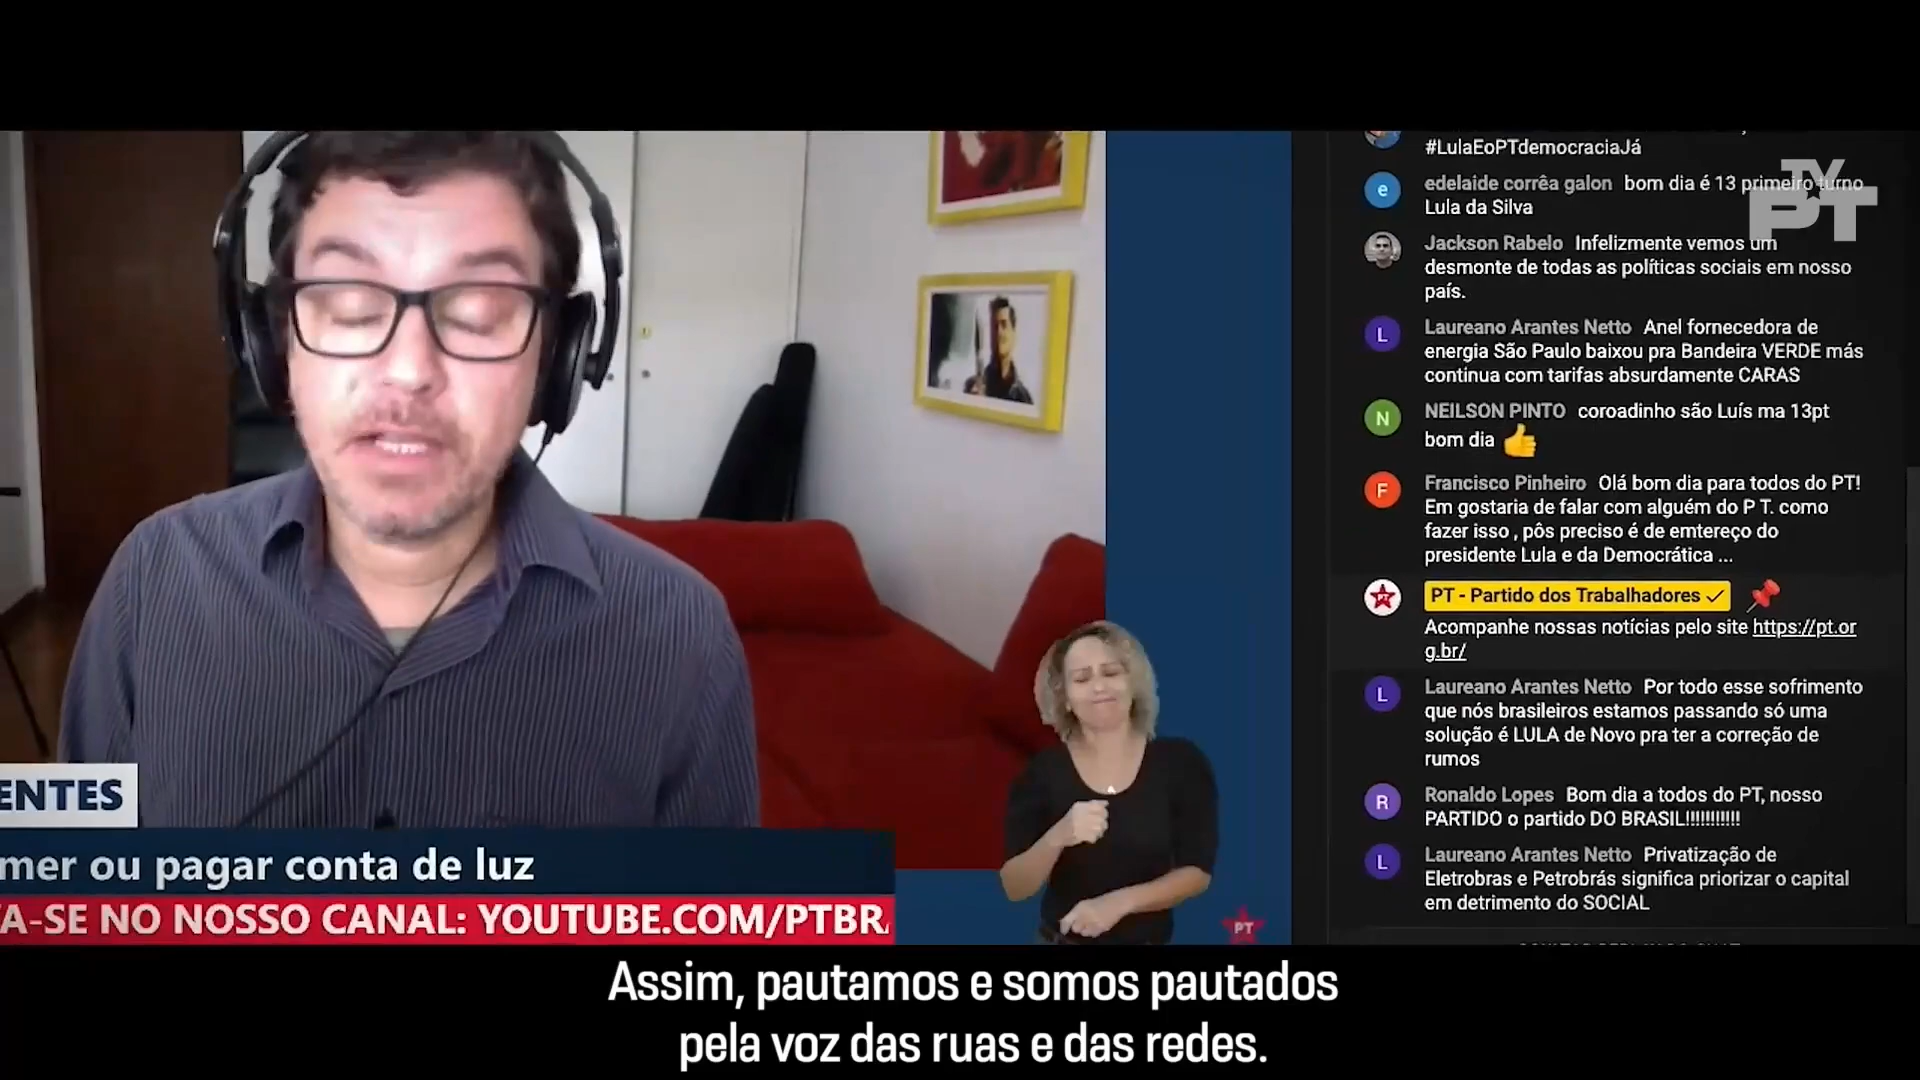 #LulaEoPTdemocraciaJá
edelaide corrêa galon bom dia é 13 primeiro turno
Lula da Silva
Jackson Rabelo Infelizmente vemos um
desmonte de todas as políticas sociais em nosso
país.
L
Laureano Arantes Netto Anel fornecedora de
energia São Paulo baixou pra Bandeira VERDE más
continua com tarifas absurdamente CARAS
N
NEILSON PINTO coroadinho são Luís ma 13pt
bom dia
F
Francisco Pinheiro Olá bom dia para todos do PT!
Em gostaria de falar com alguém do P T. como
fazer isso , pôs preciso é de emtereço do
presidente Lula e da Democrática ...
PT
PT - Partido dos Trabalhadores
Acompanhe nossas notícias pelo site https://pt.or
g.br/
L
Laureano Arantes Netto Por todo esse sofrimento
que nós brasileiros estamos passando só uma
solução é LULA de Novo pra ter a correção de
rumos
R
Ronaldo Lopes Bom dia a todos do PT, nosso
PARTIDO o partido DO BRASIL!!!!!!!!!!!
L
Laureano Arantes Netto Privatização de
Eletrobras e Petrobrás significa priorizar o capital
em detrimento do SOCIAL
e
TV
PT
ENTES
mer ou pagar conta de luz
A-SE NO NOSSO CANAL: YOUTUBE.COM/PTBRA
PT
Assim, pautamos e somos pautados
pela voz das ruas e das redes.